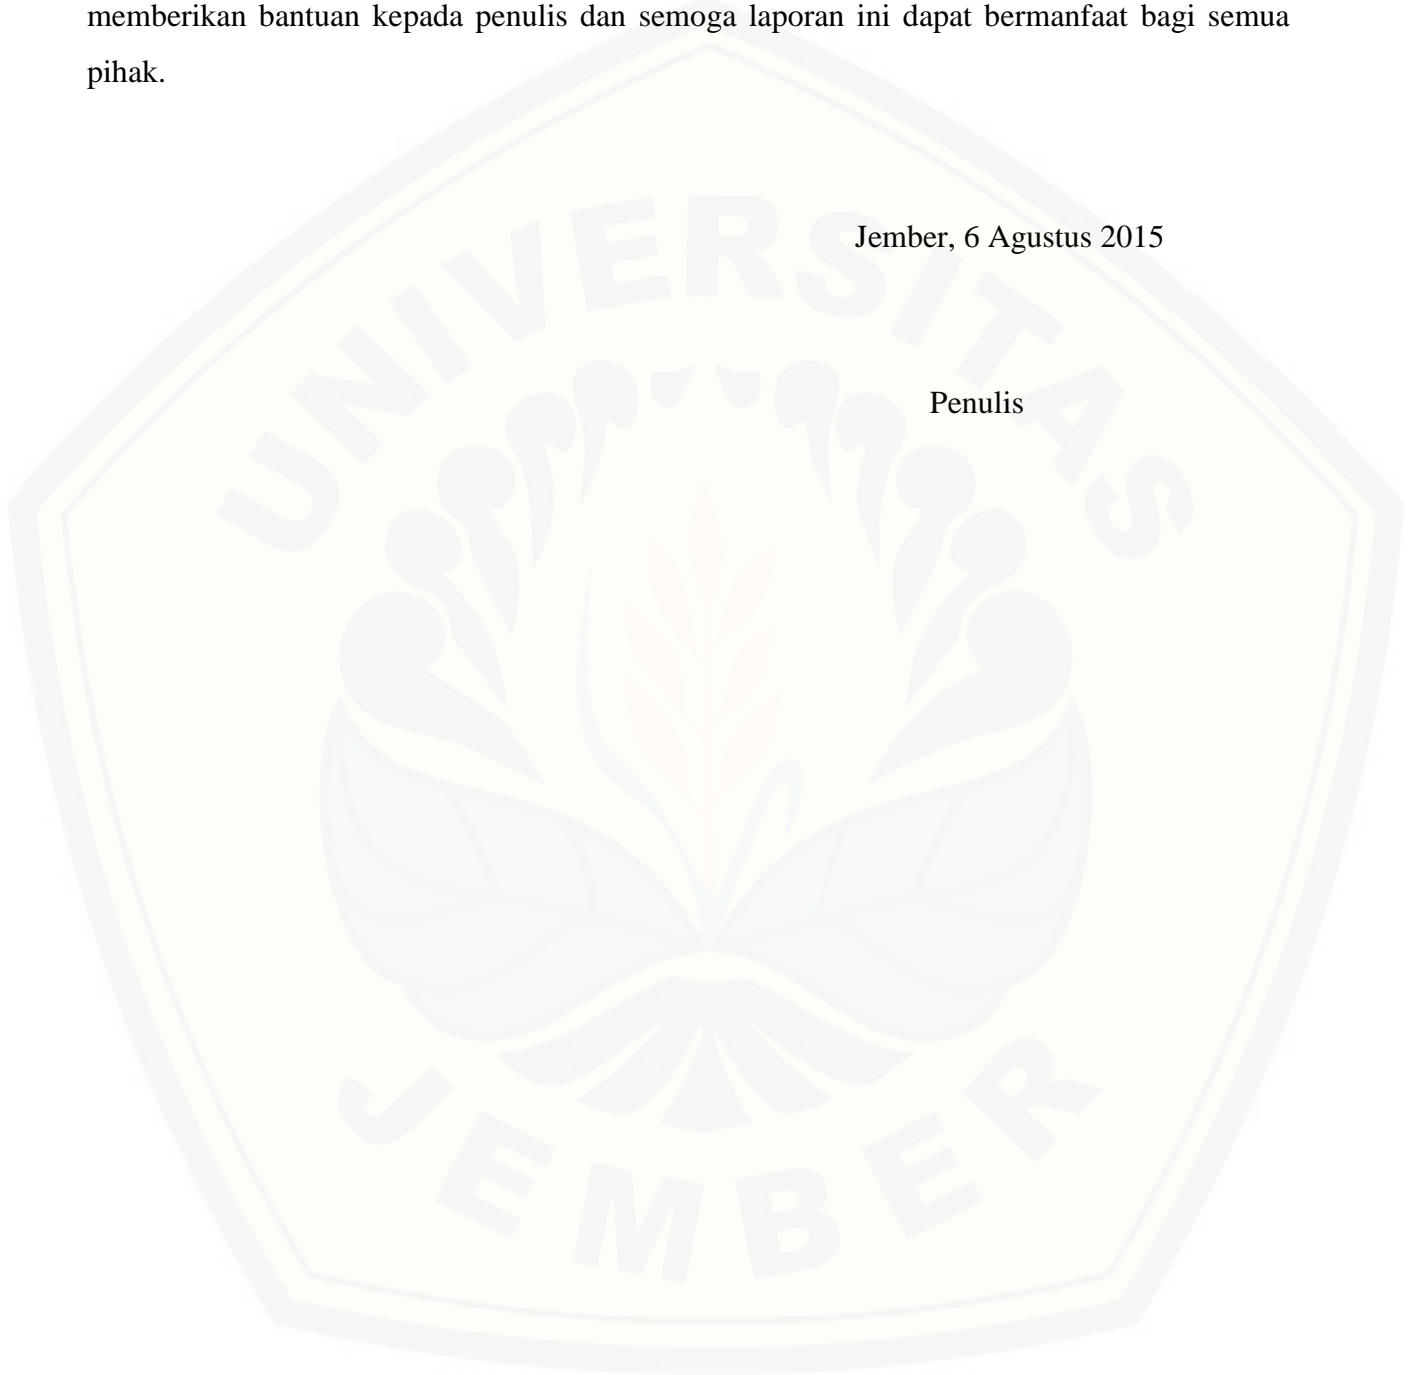 memberikan bantuan kepada penulis dan semoga laporan ini dapat bermanfaat bagi semua
pihak.
Jember, 6 Agustus 2015
Penulis
UNIVERSITAS
JEMBER